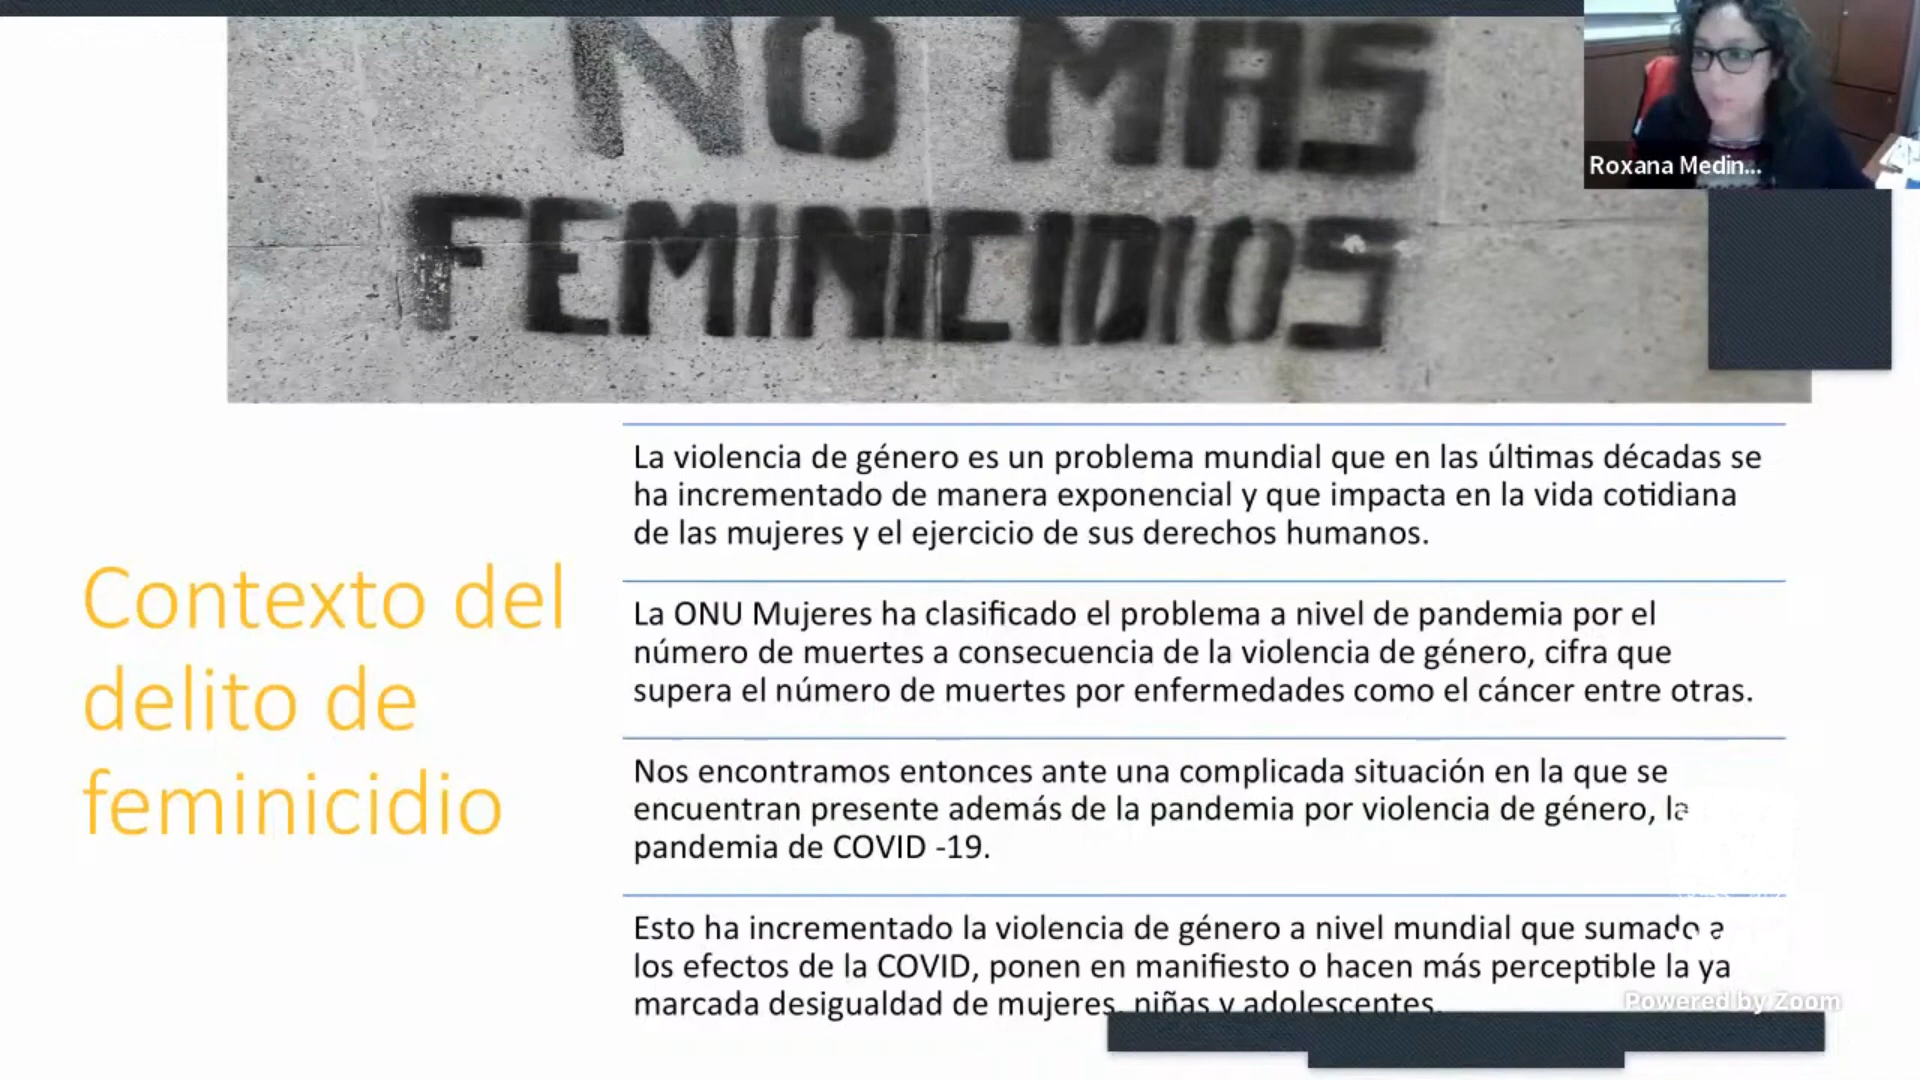 NO MAS
FEMINICIDIOS
Roxana Medin...
Contexto del
delito de
feminicidio
La violencia de género es un problema mundial que en las últimas décadas se
ha incrementado de manera exponencial y que impacta en la vida cotidiana
de las mujeres y el ejercicio de sus derechos humanos.
La ONU Mujeres ha clasificado el problema a nivel de pandemia por el
número de muertes a consecuencia de la violencia de género, cifra que
supera el número de muertes por enfermedades como el cáncer entre otras.
Nos encontramos entonces ante una complicada situación en la que se
encuentran presente además de la pandemia por violencia de género, la
pandemia de COVID -19.
Esto ha incrementado la violencia de género a nivel mundial que sumado a
los efectos de la COVID, ponen en manifiesto o hacen más perceptible la ya
marcada desigualdad de mujeres, niñas y adolescentes.
Powered by Zoom